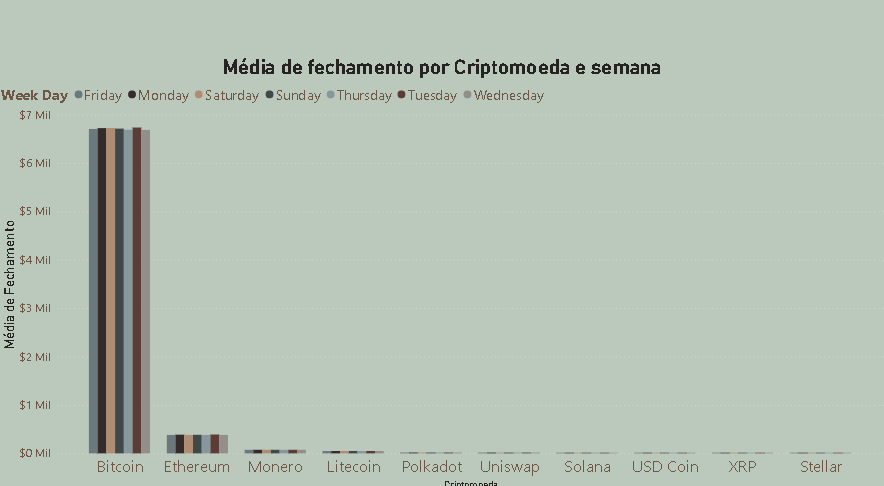 Média de fechamento por Criptomoeda e semana
Week Day Friday Monday Saturday Sunday Thursday Tuesday Wednesday
$7 Mil
$6 Mil
$5 Mil
$4 Mil
$3 Mil
$2 Mil
$1 Mil
$0 Mil
Média de Fechamento
Bitcoin Ethereum Monero Litecoin Polkadot Uniswap Solana USD Coin XRP Stellar
Criptomoeda